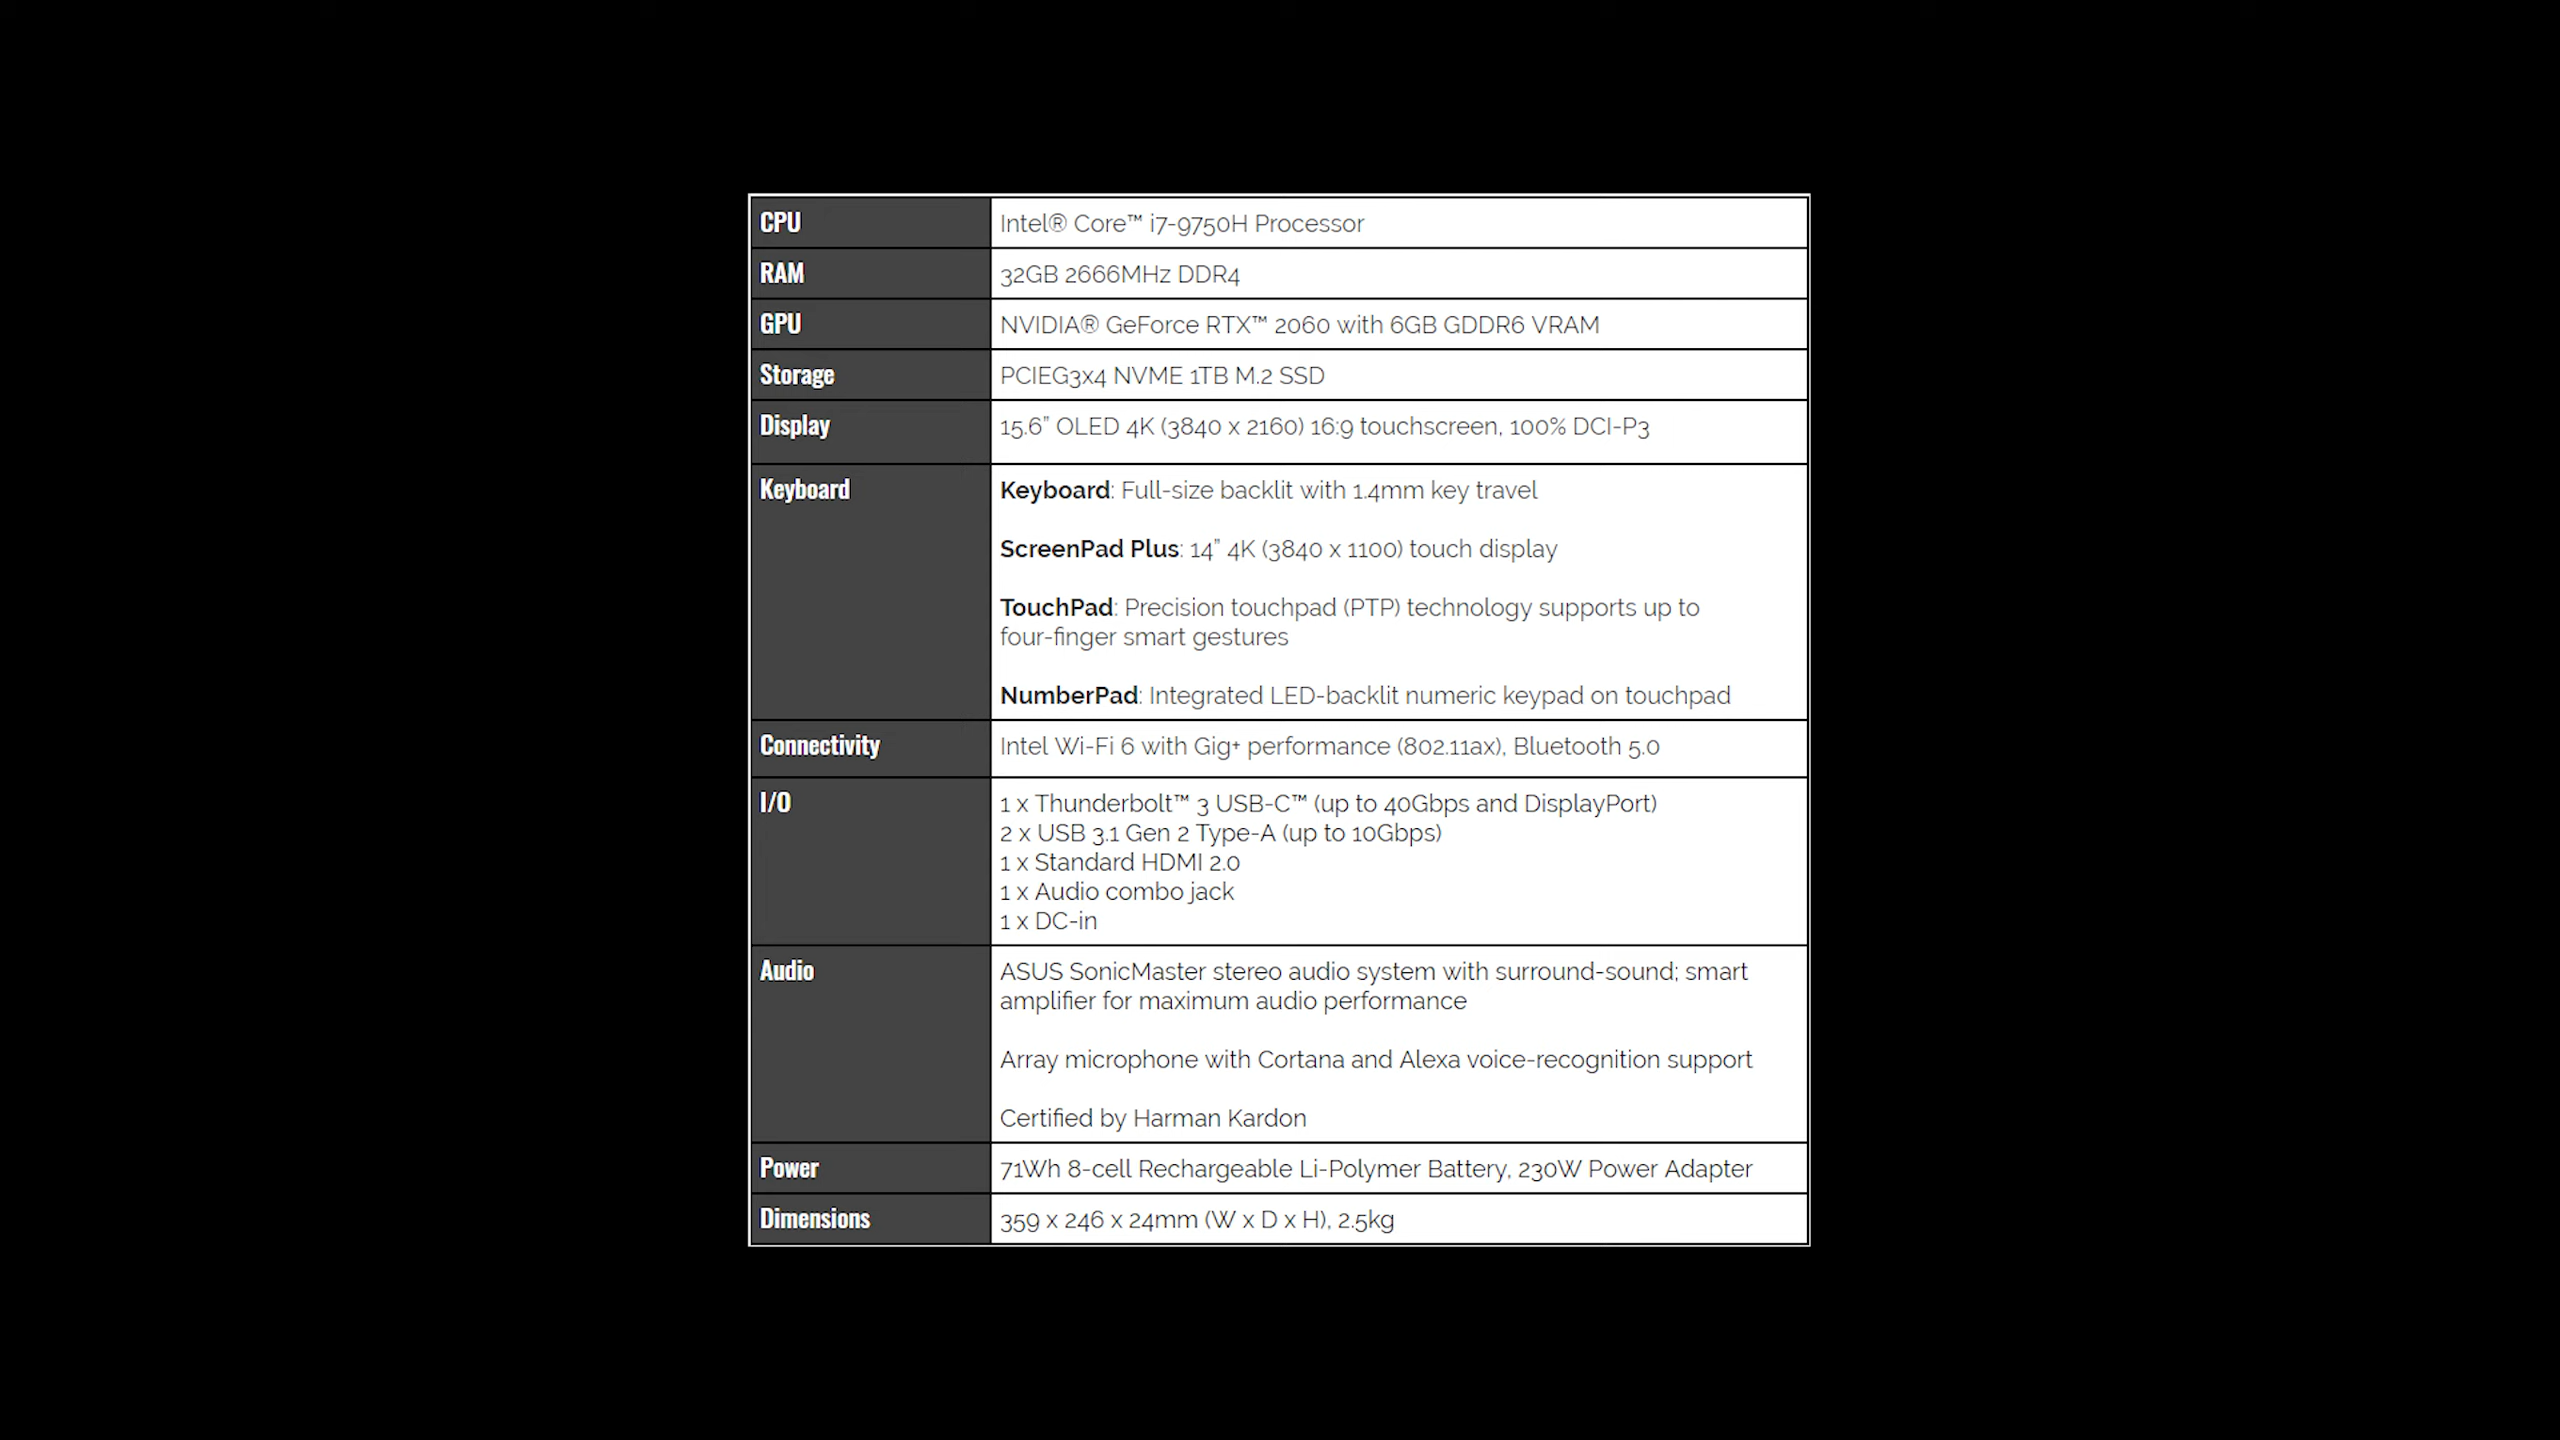 CPU
Intel® Core™ i7-9750H Processor
RAM
32GB 2666MHz DDR4
GPU
NVIDIA® GeForce RTX™ 2060 with 6GB GDDR6 VRAM
Storage
PCIEG3x4 NVME 1TB M.2 SSD
Display
15.6” OLED 4K (3840 x 2160) 16:9 touchscreen, 100% DCI-P3
Keyboard
Keyboard: Full-size backlit with 1.4mm key travel
ScreenPad Plus: 14” 4K (3840 x 1100) touch display
TouchPad: Precision touchpad (PTP) technology supports up to
four-finger smart gestures
NumberPad: Integrated LED-backlit numeric keypad on touchpad
Connectivity
Intel Wi-Fi 6 with Gig+ performance (802.11ax), Bluetooth 5.0
I/O
1 x Thunderbolt™ 3 USB-C™ (up to 40Gbps and DisplayPort)
2 x USB 3.1 Gen 2 Type-A (up to 10Gbps)
1 x Standard HDMI 2.0
1 x Audio combo jack
1 x DC-in
Audio
ASUS SonicMaster stereo audio system with surround-sound; smart
amplifier for maximum audio performance
Array microphone with Cortana and Alexa voice-recognition support
Certified by Harman Kardon
Power
71Wh 8-cell Rechargeable Li-Polymer Battery, 230W Power Adapter
Dimensions
359 x 246 x 24mm (W x D x H), 2.5kg